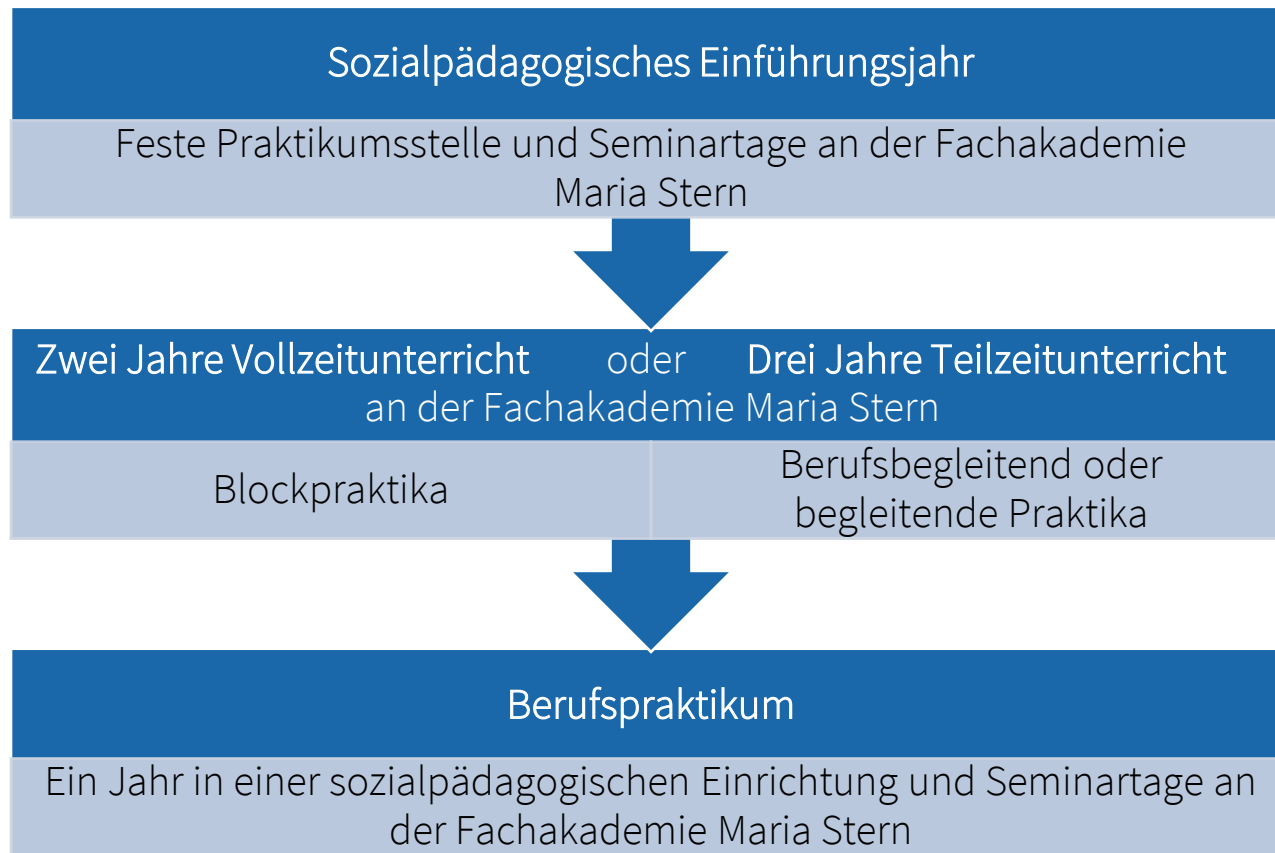 Sozialpädagogisches Einführungsjahr
Feste Praktikumsstelle und Seminartage an der Fachakademie
Maria Stern
Zwei Jahre Vollzeitunterricht oder Drei Jahre Teilzeitunterricht
an der Fachakademie Maria Stern
Blockpraktika
Berufsbegleitend oder
begleitende Praktika
Berufspraktikum
Ein Jahr in einer sozialpädagogischen Einrichtung und Seminartage an
der Fachakademie Maria Stern